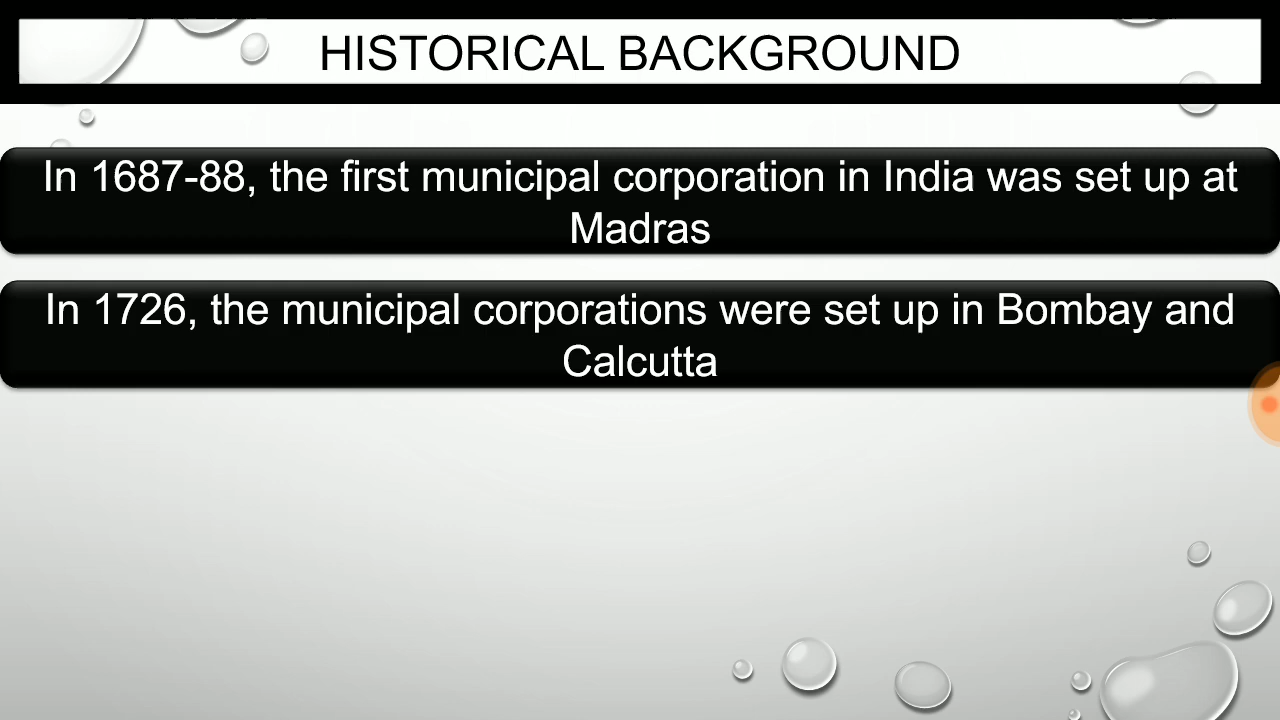 HISTORICAL BACKGROUND
In 1687-88, the first municipal corporation in India was set up at
Madras
In 1726, the municipal corporations were set up in Bombay and
Calcutta